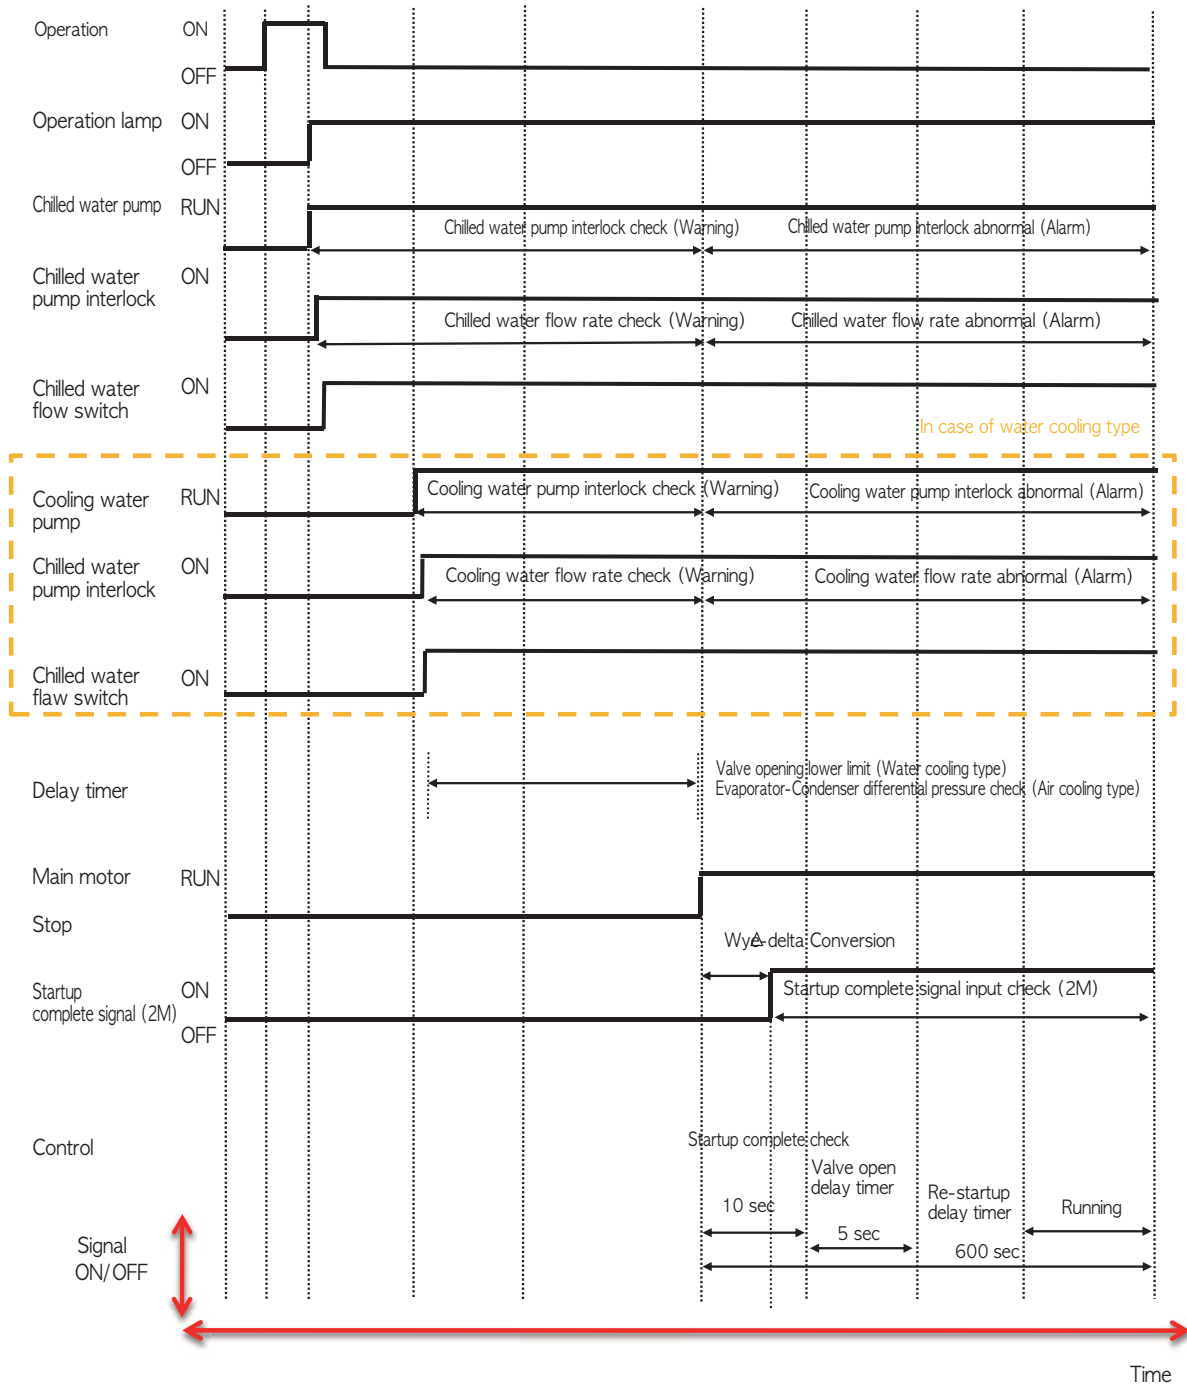 Operation ON
OFF
Operation lamp ON
OFF
Chilled water pump RUN
Chilled water pump interlock check (Warning) Chilled water pump interlock abnormal (Alarm)
Chilled water ON
pump interlock
Chilled water flow rate check (Warning) Chilled water flow rate abnormal (Alarm)
Chilled water ON
flow switch
In case of water cooling type
Cooling water RUN
pump
Cooling water pump interlock check (Warning) Cooling water pump interlock abnormal (Alarm)
Chilled water ON
pump interlock
Cooling water flow rate check (Warning) Cooling water flow rate abnormal (Alarm)
Chilled water ON
flaw switch
Delay timer
Valve opening lower limit (Water cooling type)
Evaporator-Condenser differential pressure check (Air cooling type)
Main motor RUN
Stop
Wye-delta Conversion
Startup ON
complete signal (2M)
OFF
Startup complete signal input check (2M)
Control
Startup complete check
Valve open
delay timer
Re-startup
delay timer
Running
10 sec
5 sec
600 sec
Signal
ON/OFF
Time